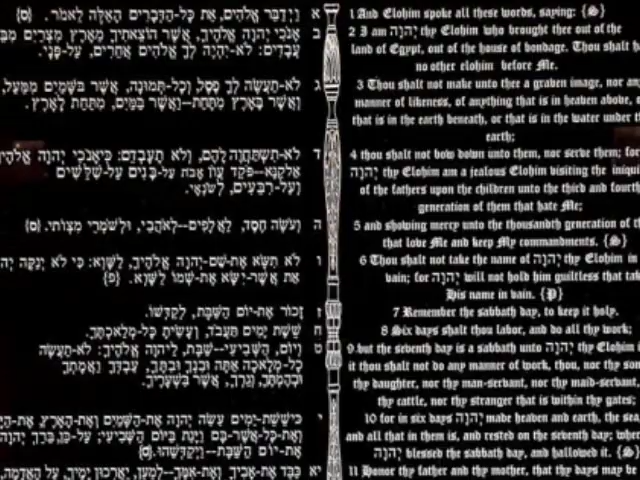 א וַיְדַבֵּר אֱלֹהִים, אֵת כָּל-הַדְּבָרִים הָאֵלֶּה לֵאמֹר. {ס}
ב אָנֹכִי יְהוָה אֱלֹהֶיךָ, אֲשֶׁר הוֹצֵאתִיךָ מֵאֶרֶץ מִצְרַיִם
עֲבָדִים: לֹא-יִהְיֶה לְךָ אֱלֹהִים אֲחֵרִים, עַל-פָּנָי.
ג לֹא-תַעֲשֶׂה לְךָ פֶסֶל, וְכָל-תְּמוּנָה, אֲשֶׁר בַּשָּׁמַיִם מִמַּעַל,
וַאֲשֶׁר בָּאָרֶץ מִתָּחַת--וַאֲשֶׁר בַּמַּיִם, מִתַּחַת לָאָרֶץ.
ד לֹא-תִשְׁתַּחֲוֶה לָהֶם, וְלֹא תָעָבְדֵם: כִּי אָנֹכִי יְהוָה
אֵל קַנָּא--פֹּקֵד עֲו‍ֹן אָבֹת עַל-בָּנִים עַל-שִׁלֵּשִׁים
וְעַל-רִבֵּעִים, לְשֹׂנְאָי.
ה וְעֹשֶׂה חֶסֶד, לַאֲלָפִים--לְאֹהֲבַי, וּלְשֹׁמְרֵי מִצְו‍ֹתָי. {ס}
ו לֹא תִשָּׂא אֶת-שֵׁם-יְהוָה אֱלֹהֶיךָ, לַשָּׁוְא: כִּי לֹא יְנַקֶּה
אֵת אֲשֶׁר-יִשָּׂא אֶת-שְׁמוֹ לַשָּׁוְא. {פ}
ז זָכוֹר אֶת-יוֹם הַשַּׁבָּת, לְקַדְּשׁוֹ.
ח שֵׁשֶׁת יָמִים תַּעֲבֹד, וְעָשִׂיתָ כָּל-מְלַאכְתֶּךָ.
ט וְיוֹם, הַשְּׁבִיעִי--שַׁבָּת, לַיהוָה אֱלֹהֶיךָ: לֹא-תַעֲשֶׂה
כָל-מְלָאכָה אַתָּה וּבִנְךָ וּבִתֶּךָ, עַבְדְּךָ וַאֲמָתְךָ
וּבְהֶמְתֶּךָ, וְגֵרְךָ, אֲשֶׁר בִּשְׁעָרֶיךָ.
י כִּי שֵׁשֶׁת-יָמִים עָשָׂה יְהוָה אֶת-הַשָּׁמַיִם וְאֶת-הָאָרֶץ,
וְאֶת-כָּל-אֲשֶׁר-בָּם וַיָּנַח בַּיּוֹם הַשְּׁבִיעִי; עַל-כֵּן, בֵּרַךְ יְהוָה
אֶת-יוֹם הַשַּׁבָּת--וַיְקַדְּשֵׁהוּ. {ס}
יא כַּבֵּד אֶת-אָבִיךָ, וְאֶת-אִמֶּךָ--לְמַעַן, יַאֲרִכוּן יָמֶיךָ, עַל הָאֲדָמָה,
1 And Elohim spoke all these words, saying: {S}
2 I am יְהוָה thy Elohim who brought thee out of the
land of Egypt, out of the house of bondage. Thou shalt
no other elohim before Me.
3 Thou shalt not make unto thee a graven image, nor
manner of likeness, of anything that is in heaven above,
that is in the earth beneath, or that is in the water under
earth;
4 thou shalt not bow down unto them, nor serve them; for
יְהוָה thy Elohim am a jealous Elohim visiting the
of the fathers upon the children unto the third and
generation of them that hate Me;
5 and showing mercy unto the thousandth generation of
that love Me and keep My commandments. {S}
6 Thou shalt not take the name of יְהוָה thy Elohim in
vain; for יְהוָה will not hold him guiltless that
His name in vain. {P}
7 Remember the sabbath day, to keep it holy.
8 Six days shalt thou labor, and do all thy work;
9 but the seventh day is a sabbath unto יְהוָה thy Elohim
it thou shalt not do any manner of work, thou, nor thy
thy daughter, nor thy man-servant, nor thy maid-servant
thy cattle, nor thy stranger that is within thy gates;
10 for in six days יְהוָה made heaven and earth, the sea,
and all that in them is, and rested on the seventh day;
יְהוָה blessed the sabbath day, and hallowed it. {S}
11 Honor thy father and thy mother, that thy days may be